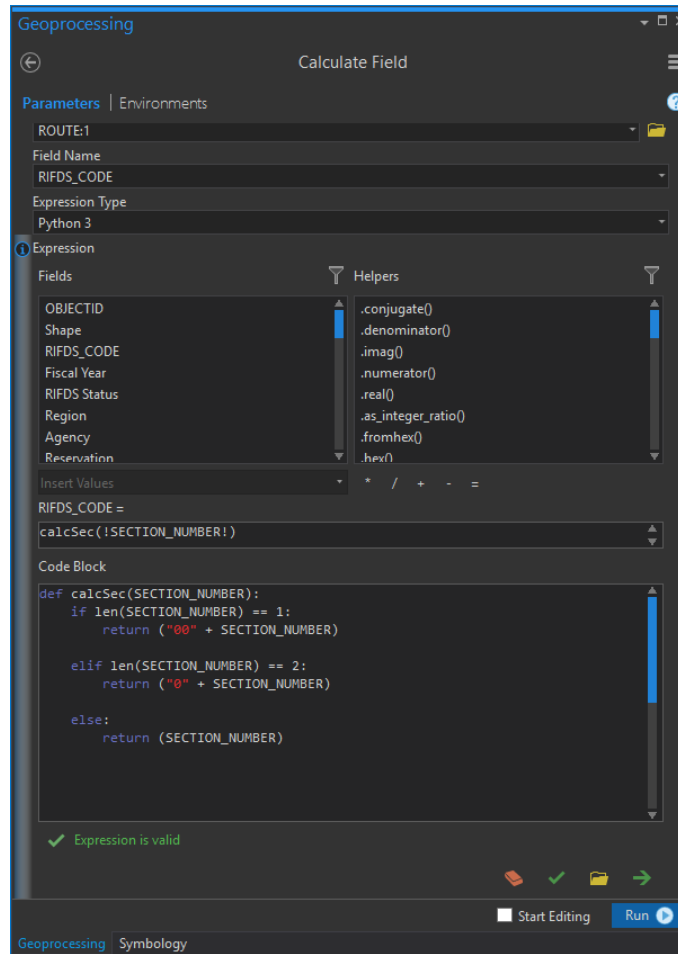 Geoprocessing
Calculate Field
Parameters | Environments
ROUTE:1
Field Name
RIFDS_CODE
Expression Type
Python 3
Expression
Fields
Helpers
OBJECTID
Shape
RIFDS_CODE
Fiscal Year
RIFDS Status
Region
Agency
Reservation
.conjugate()
.denominator()
.imag()
.numerator()
.real()
.as_integer_ratio()
.fromhex()
.hex()
Insert Values
* / + - =
RIFDS_CODE =
calcSec(!SECTION_NUMBER!)
Code Block
def calcSec(SECTION_NUMBER):
    if len(SECTION_NUMBER) == 1:
        return ("00" + SECTION_NUMBER)
    elif len(SECTION_NUMBER) == 2:
        return ("0" + SECTION_NUMBER)
    else:
        return (SECTION_NUMBER)
Expression is valid
Start Editing
Run
Geoprocessing Symbology